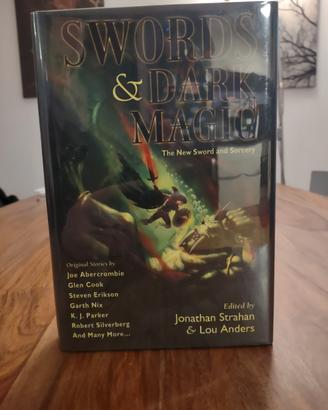 SWORDS
& DARK
MAGIC
The New Sword and Sorcery
Original Stories by
Joe Abercrombie
Glen Cook
Steven Erikson
Garth Nix
K. J. Parker
Robert Silverberg
And Many More...
Edited by
Jonathan Strahan
& Lou Anders